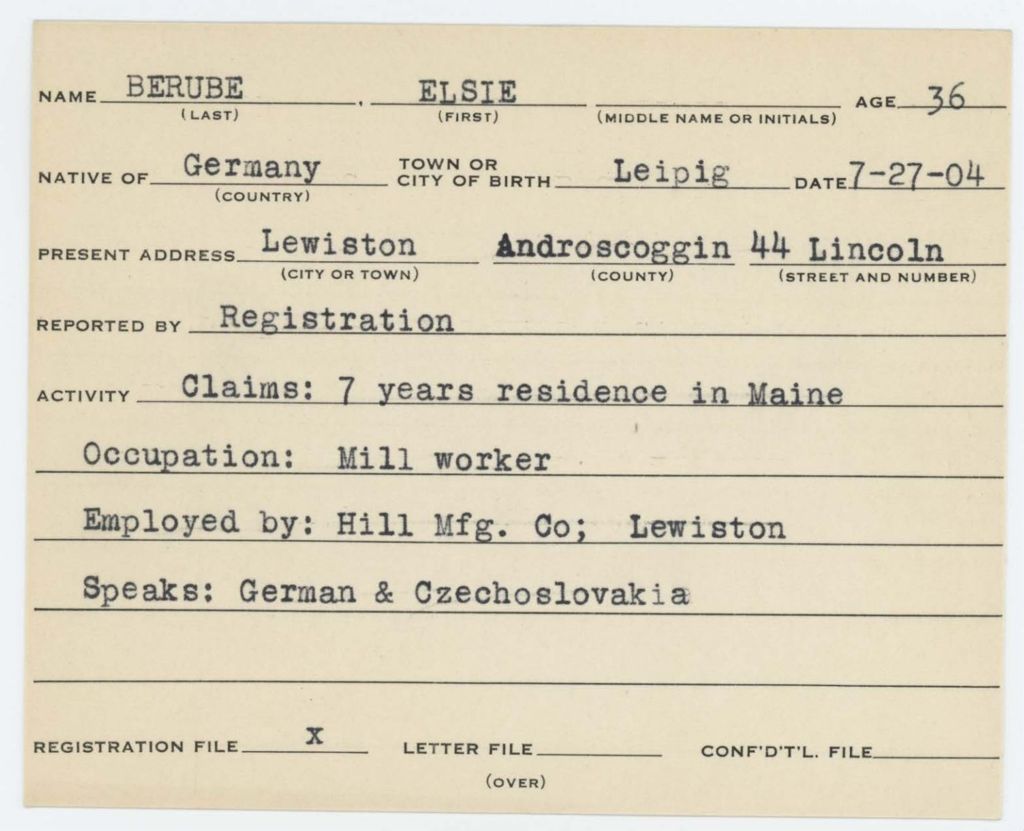 NAME BERUBE, ELSIE AGE 36
(LAST) (FIRST) (MIDDLE NAME OR INITIALS)
NATIVE OF Germany TOWN OR CITY OF BIRTH Leipig DATE 7-27-04
(COUNTRY)
PRESENT ADDRESS Lewiston Androscoggin 44 Lincoln
(CITY OR TOWN) (COUNTY) (STREET AND NUMBER)
REPORTED BY Registration
ACTIVITY Claims: 7 years residence in Maine
Occupation: Mill worker
Employed by: Hill Mfg. Co; Lewiston
Speaks: German & Czechoslovakia
REGISTRATION FILE X LETTER FILE CONF'D'T'L. FILE
(OVER)